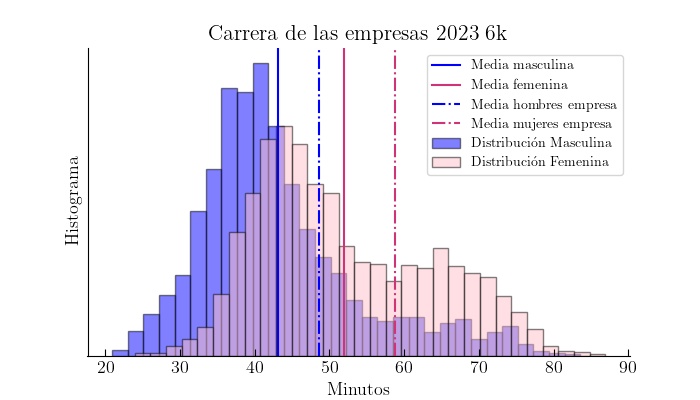 Carrera de las empresas 2023 6k
Media masculina
Media femenina
Media hombres empresa
Media mujeres empresa
Distribución Masculina
Distribución Femenina
Histograma
20 30 40 50 60 70 80 90
Minutos